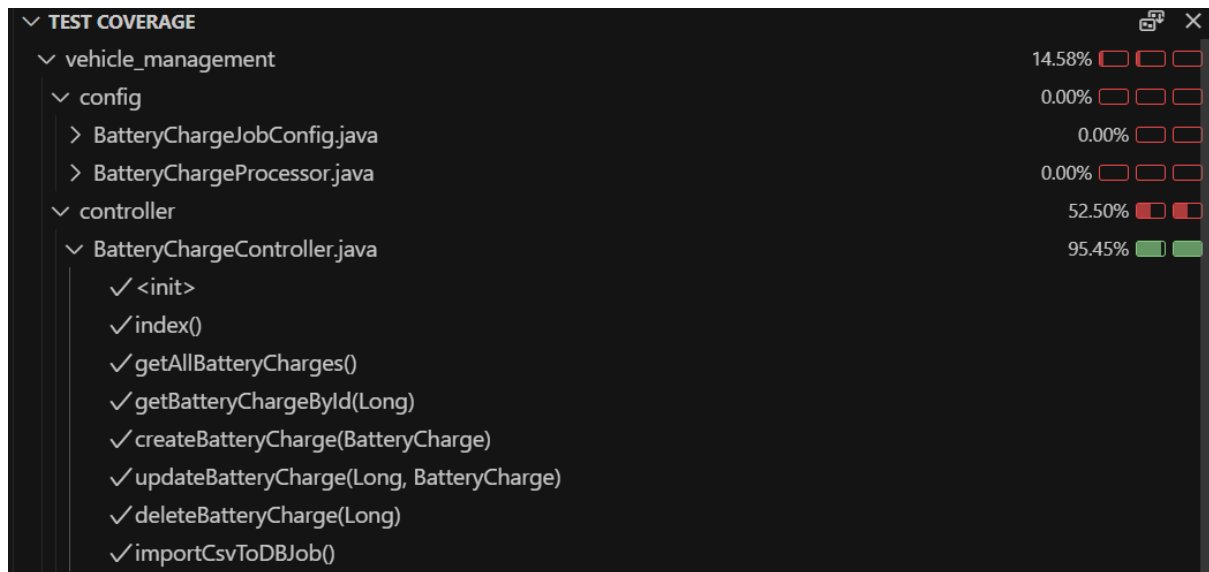 TEST COVERAGE
vehicle_management 14.58%
config 0.00%
BatteryChargeJobConfig.java 0.00%
BatteryChargeProcessor.java 0.00%
controller 52.50%
BatteryChargeController.java 95.45%
<init>
index()
getAllBatteryCharges()
getBatteryChargeById(Long)
createBatteryCharge(BatteryCharge)
updateBatteryCharge(Long, BatteryCharge)
deleteBatteryCharge(Long)
importCsvToDBJob()